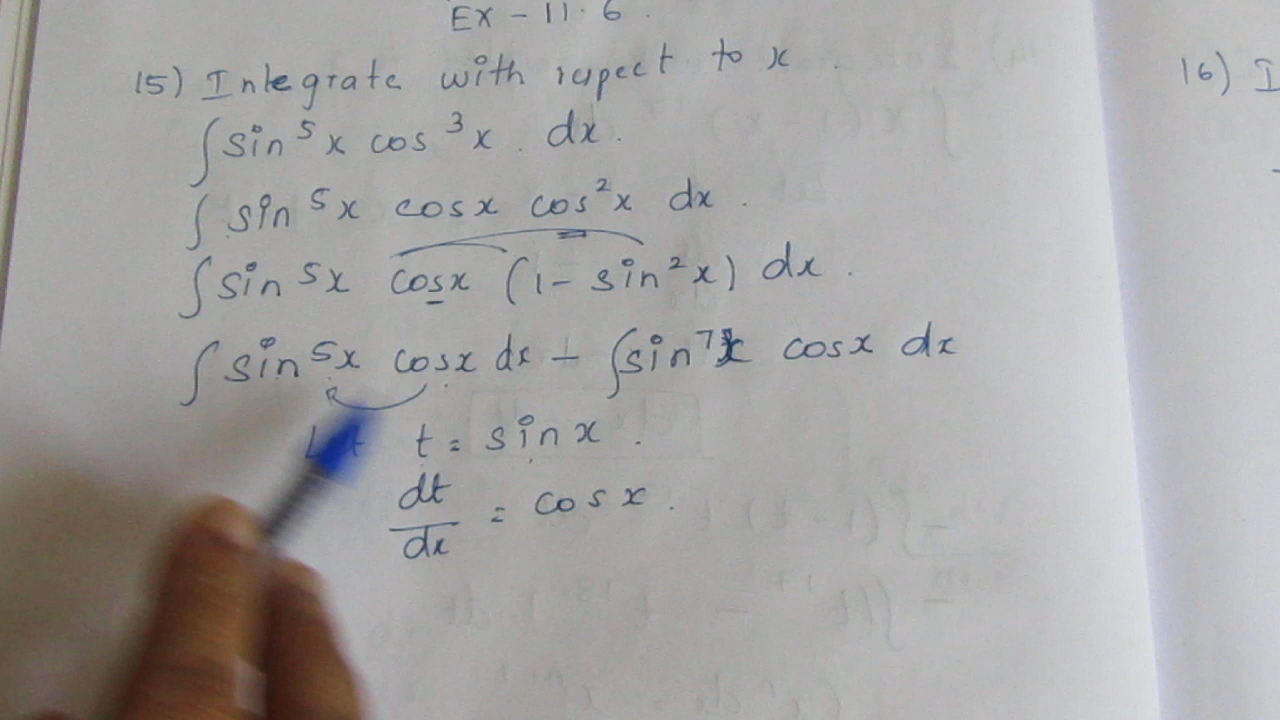 Ex - 11.6.
15) Integrate with respect to x.
∫ sin⁵x cos³x. dx.
∫ sin⁵x cosx cos²x dx.
∫ sin⁵x cosx (1 - sin²x) dx.
∫ sin⁵x cosx dx - ∫ sin⁷x cosx dx
t = sinx.
dt/dx = cosx.
16) I